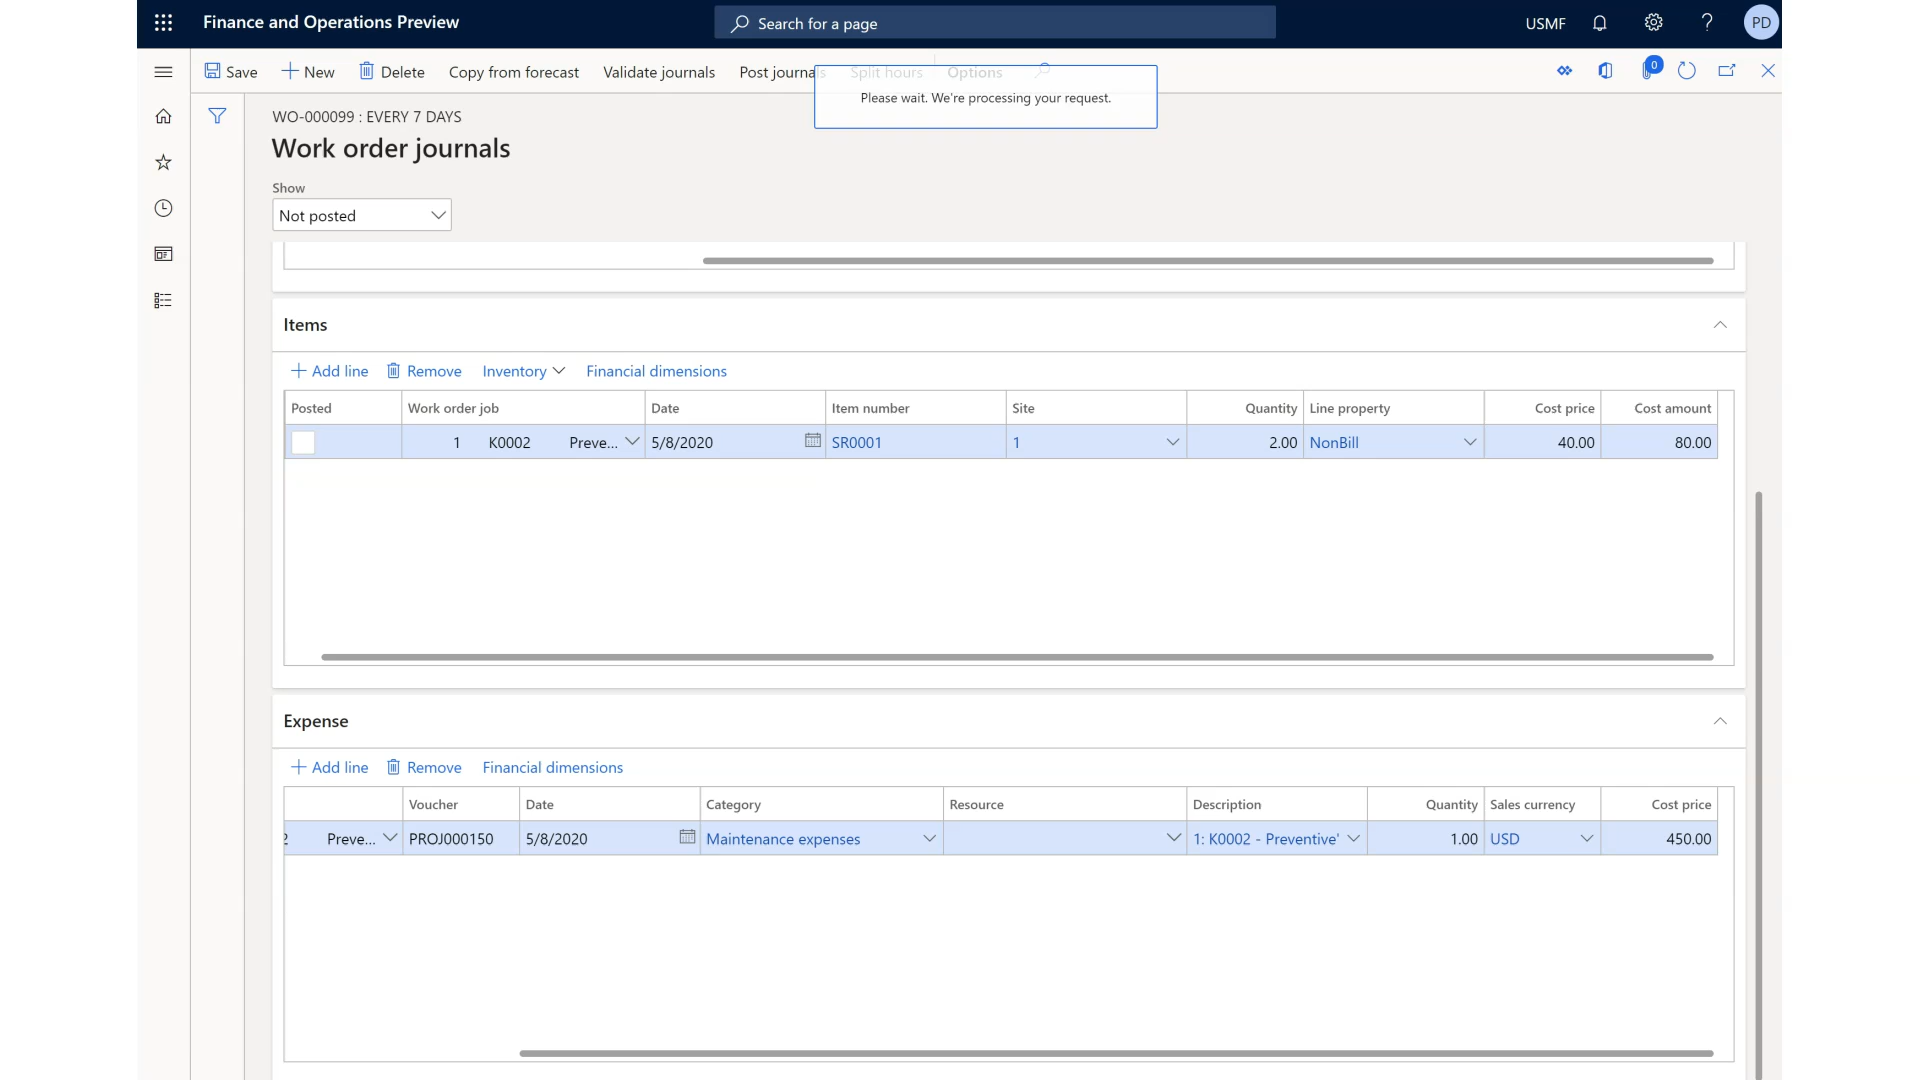 Finance and Operations Preview
Search for a page
USMF
PD
Save
New
Delete
Copy from forecast
Validate journals
Post journals
Split hours
Options
0
Please wait. We're processing your request.
WO-000099 : EVERY 7 DAYS
Work order journals
Show
Not posted
Items
Add line
Remove
Inventory
Financial dimensions
Posted Work order job Date Item number Site Quantity Line property Cost price Cost amount
1 K0002 Preve... 5/8/2020 SR0001 1 2.00 NonBill 40.00 80.00
Expense
Add line
Remove
Financial dimensions
Voucher Date Category Resource Description Quantity Sales currency Cost price
2 Preve... PROJ000150 5/8/2020 Maintenance expenses 1: K0002 - Preventive' 1.00 USD 450.00